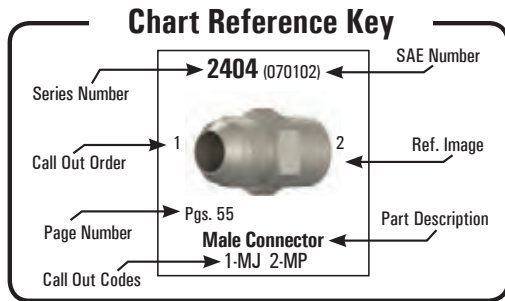 Chart Reference Key
2404 (070102)
SAE Number
Series Number
1
2
Ref. Image
Call Out Order
Pgs. 55
Part Description
Page Number
Male Connector
1-MJ 2-MP
Call Out Codes